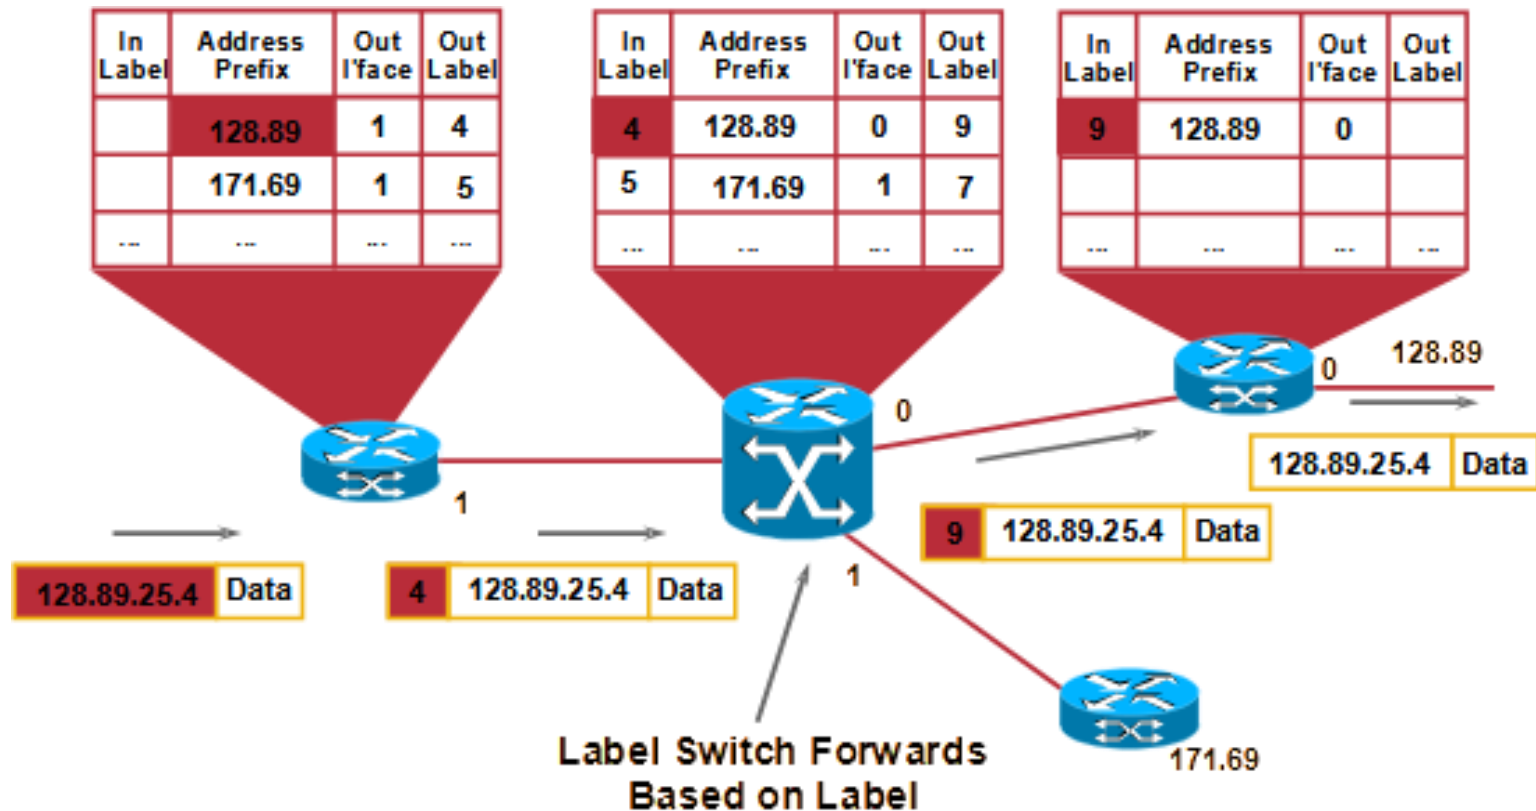 In Label Address Prefix Out I'face Out Label
128.89 1 4
171.69 1 5
... ... ... ...
In Label Address Prefix Out I'face Out Label
4 128.89 0 9
5 171.69 1 7
... ... ... ...
In Label Address Prefix Out I'face Out Label
9 128.89 0
... ... ... ...
128.89
0
0
128.89.25.4 Data
1
9 128.89.25.4 Data
128.89.25.4 Data
4 128.89.25.4 Data
1
171.69
Label Switch Forwards
Based on Label